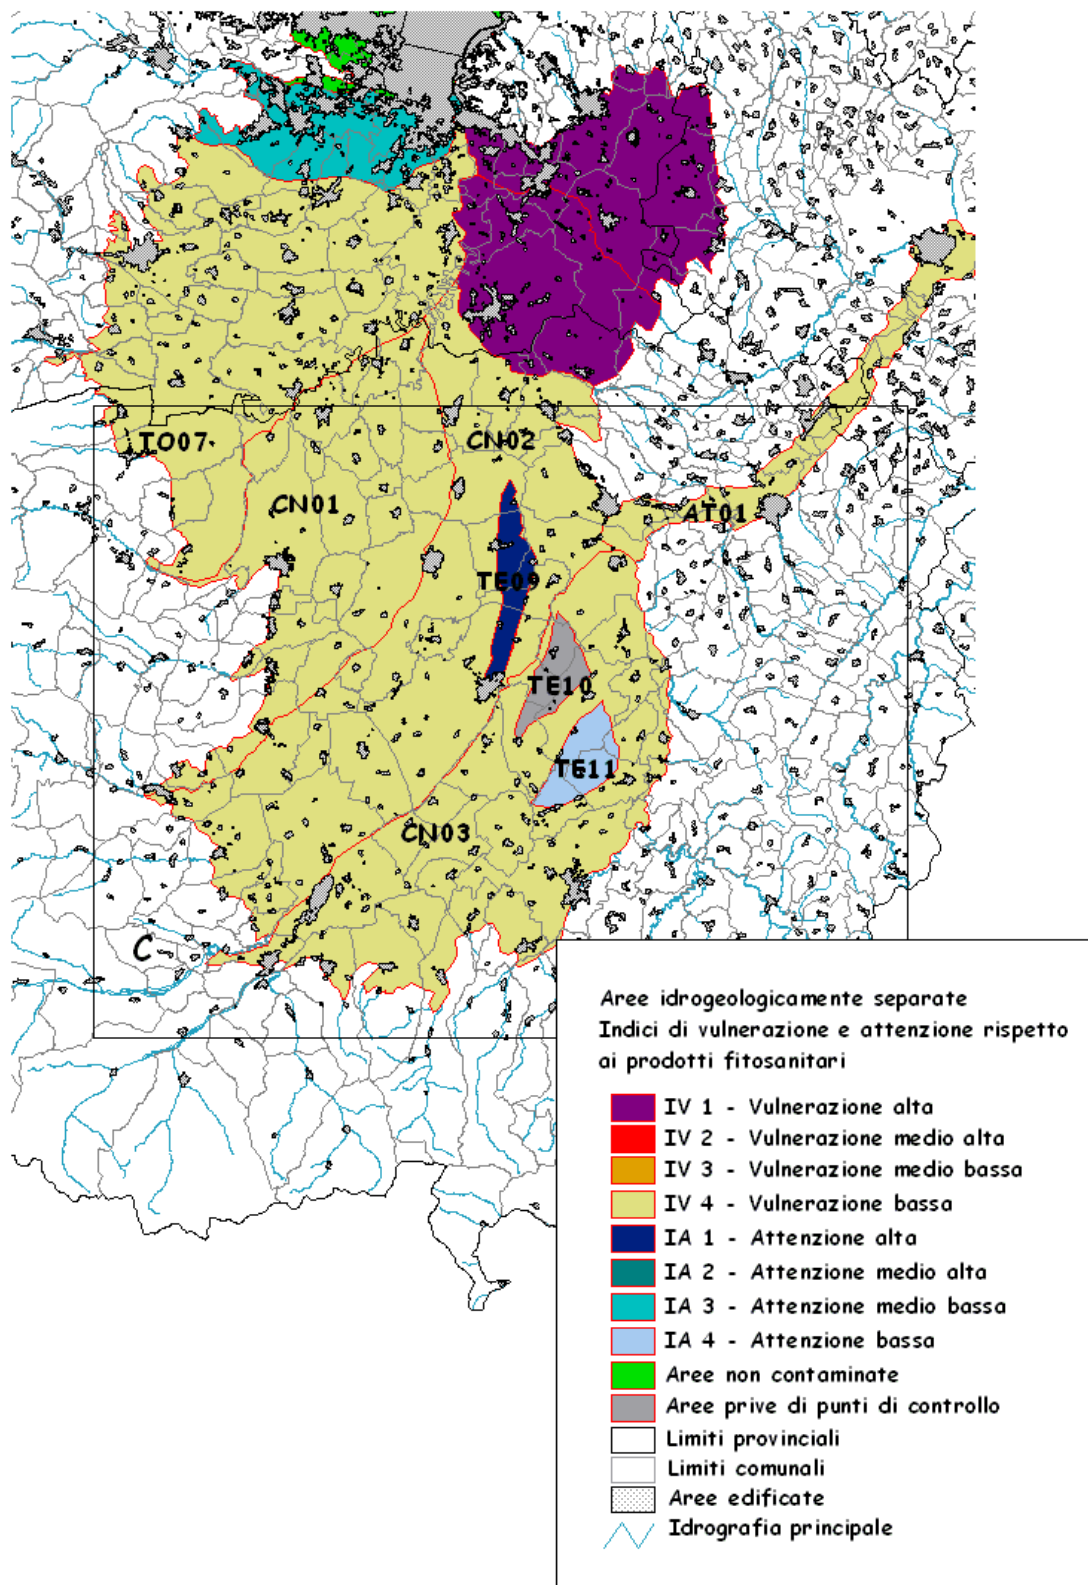 IO07
CN02
CN01
AT01
TE09
TE10
TE11
CN03
C
Aree idrogeologicamente separate
Indici di vulnerazione e attenzione rispetto
ai prodotti fitosanitari
IV 1 - Vulnerazione alta
IV 2 - Vulnerazione medio alta
IV 3 - Vulnerazione medio bassa
IV 4 - Vulnerazione bassa
IA 1 - Attenzione alta
IA 2 - Attenzione medio alta
IA 3 - Attenzione medio bassa
IA 4 - Attenzione bassa
Aree non contaminate
Aree prive di punti di controllo
Limiti provinciali
Limiti comunali
Aree edificate
Idrografia principale